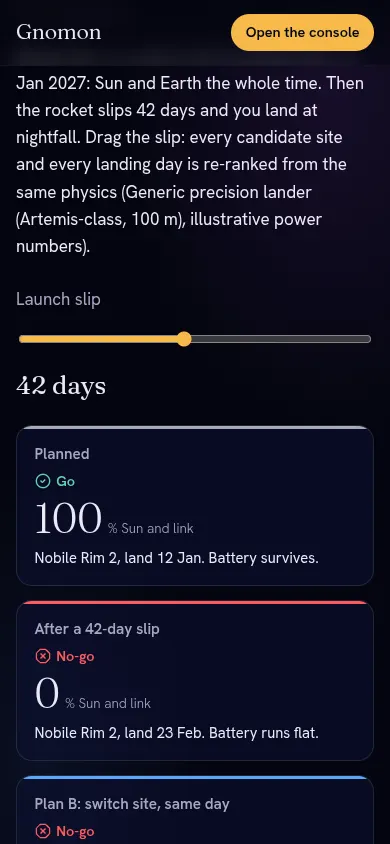 Gnomon
Open the console
Jan 2027: Sun and Earth the whole time. Then
the rocket slips 42 days and you land at
nightfall. Drag the slip: every candidate site
and every landing day is re-ranked from the
same physics (Generic precision lander
(Artemis-class, 100 m), illustrative power
numbers).
Launch slip
42 days
Planned
Go
100 % Sun and link
Nobile Rim 2, land 12 Jan. Battery survives.
After a 42-day slip
No-go
0 % Sun and link
Nobile Rim 2, land 23 Feb. Battery runs flat.
Plan B: switch site, same day
No-go